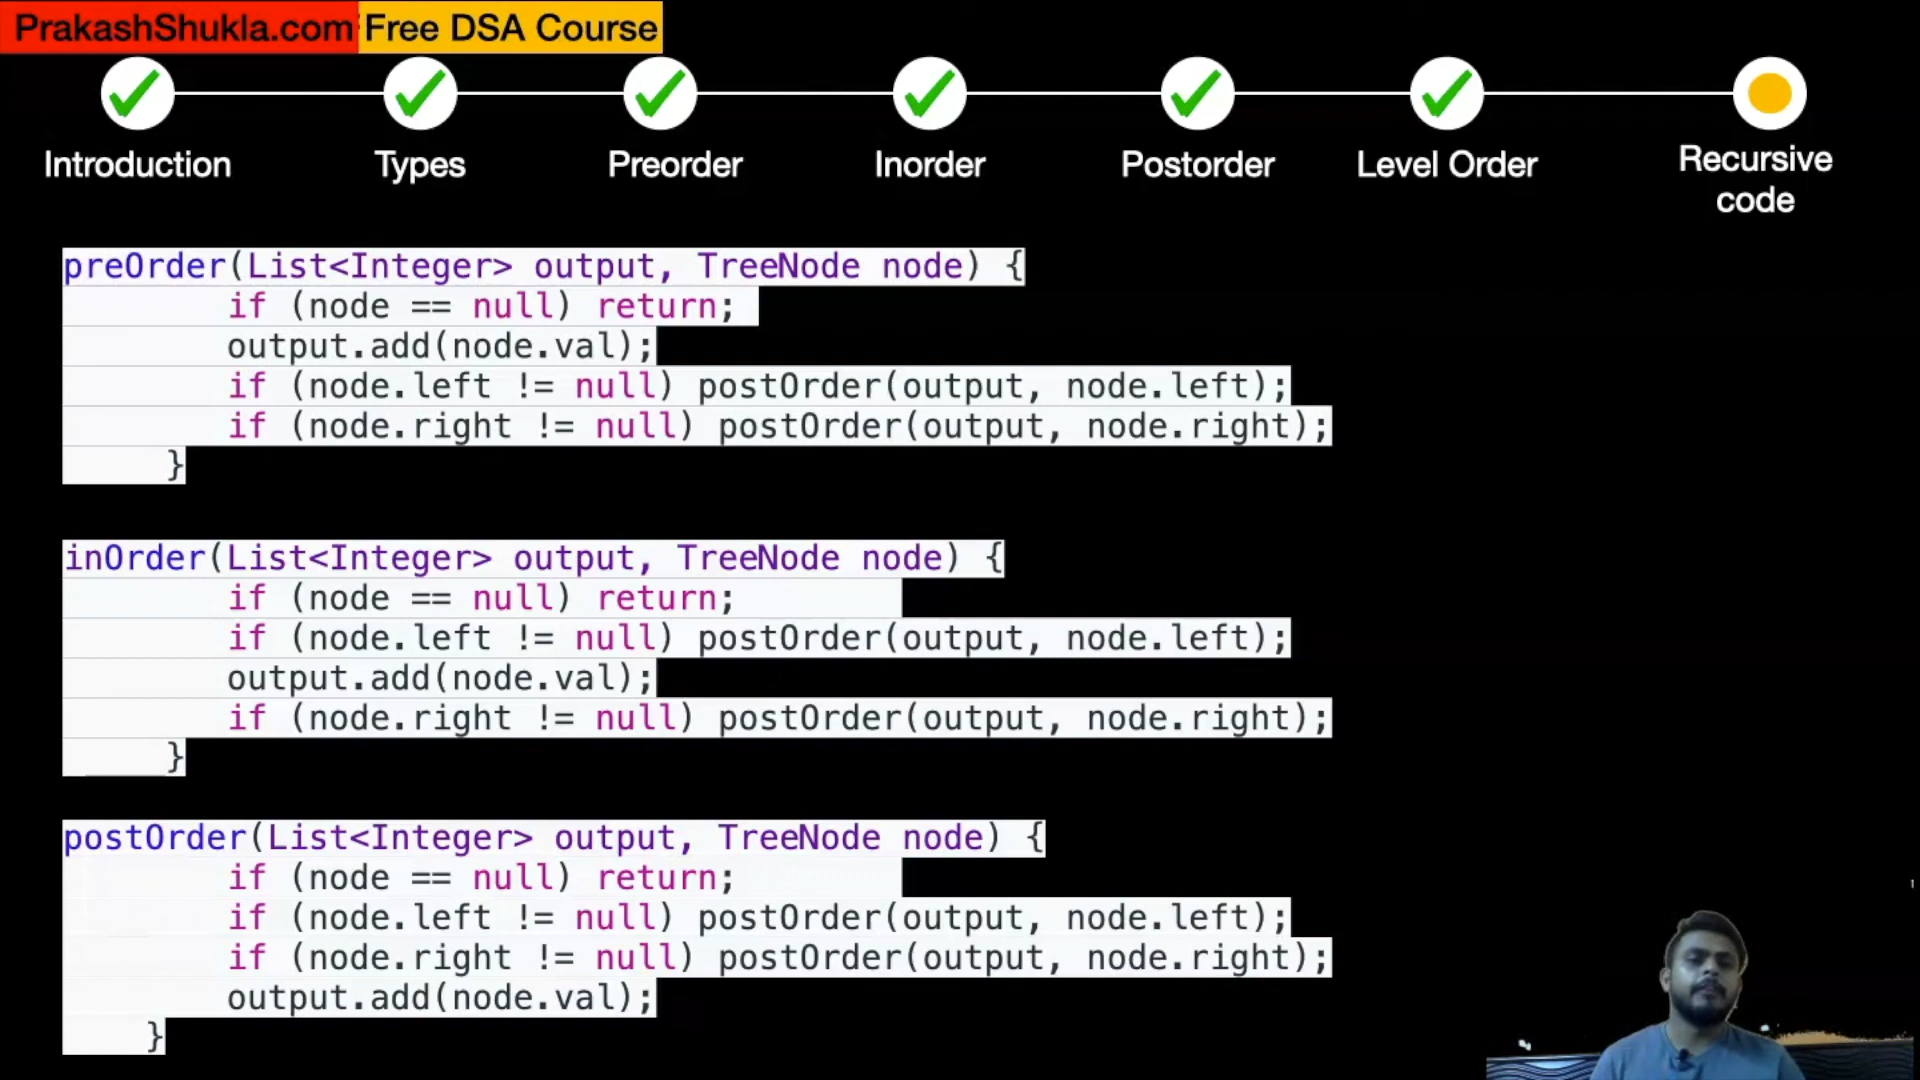 PrakashShukla.com Free DSA Course
Introduction Types Preorder Inorder Postorder Level Order Recursive
code
preOrder(List<Integer> output, TreeNode node) {
if (node == null) return;
output.add(node.val);
if (node.left != null) postOrder(output, node.left);
if (node.right != null) postOrder(output, node.right);
}
inOrder(List<Integer> output, TreeNode node) {
if (node == null) return;
if (node.left != null) postOrder(output, node.left);
output.add(node.val);
if (node.right != null) postOrder(output, node.right);
}
postOrder(List<Integer> output, TreeNode node) {
if (node == null) return;
if (node.left != null) postOrder(output, node.left);
if (node.right != null) postOrder(output, node.right);
output.add(node.val);
}